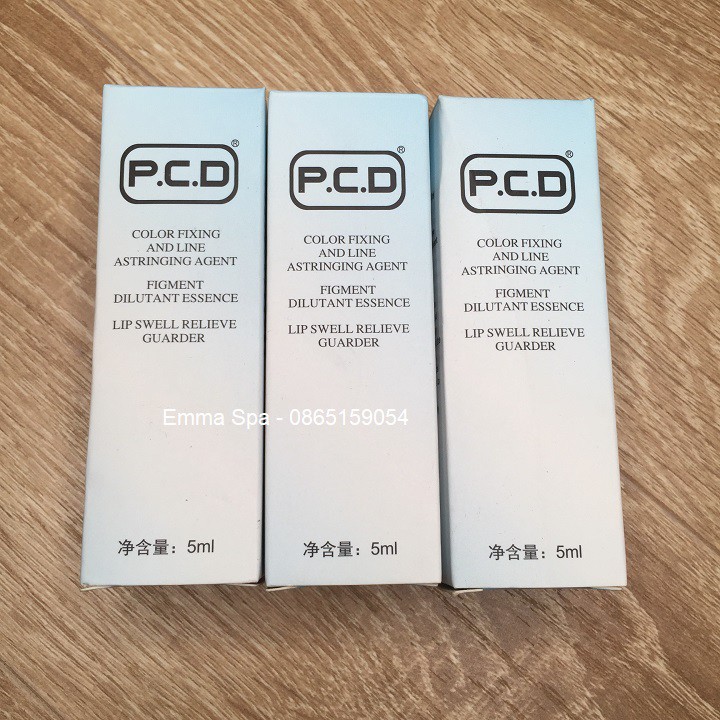 P.C.D®
COLOR FIXING
AND LINE
ASTRINGING AGENT
FIGMENT
DILUTANT ESSENCE
LIP SWELL RELIEVE
GUARDER
净含量：5ml
P.C.D®
COLOR FIXING
AND LINE
ASTRINGING AGENT
FIGMENT
DILUTANT ESSENCE
LIP SWELL RELIEVE
GUARDER
净含量：5ml
P.C.D®
COLOR FIXING
AND LINE
ASTRINGING AGENT
FIGMENT
DILUTANT ESSENCE
LIP SWELL RELIEVE
GUARDER
净含量：5ml
Emma Spa - 0865159054